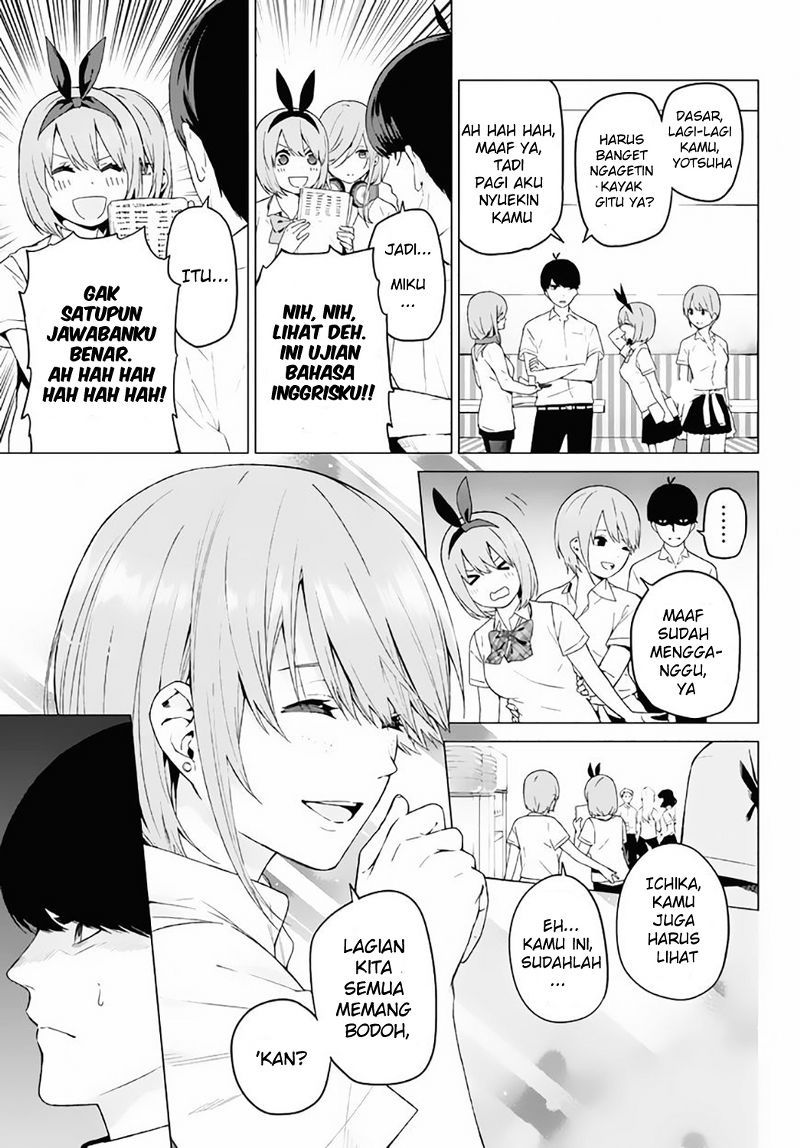 DASAR,
LAGI-LAGI
KAMU,
YOTSUHA
HARUS
BANGET
NGAGETIN
KAYAK
GITU YA?
AH HAH HAH,
MAAF YA,
TADI
PAGI AKU
NYUEKIN
KAMU
JADI...
MIKU
...
NIH, NIH,
LIHAT DEH.
INI UJIAN
BAHASA
INGGRISKU!!
ITU...
GAK
SATUPUN
JAWABANKU
BENAR.
AH HAH HAH
HAH HAH HAH!
......
MAAF
SUDAH
MENGGA-
NGGU,
YA
ICHIKA,
KAMU
JUGA
HARUS
LIHAT
EH...
KAMU INI,
SUDAHLAH
...
LAGIAN
KITA
SEMUA
MEMANG
BODOH,
'KAN?